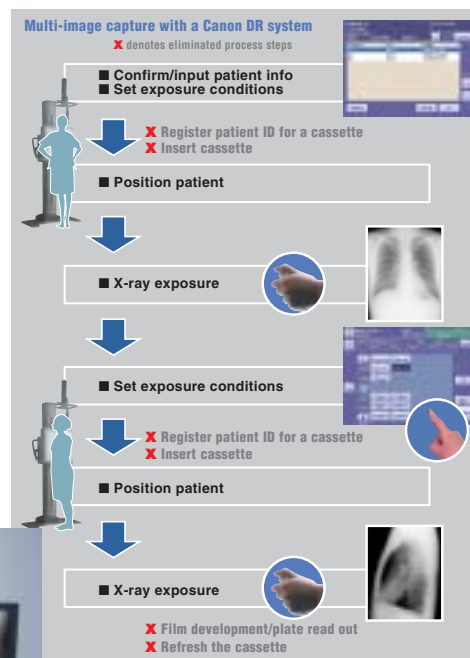 Multi-image capture with a Canon DR system
X denotes eliminated process steps
■ Confirm/input patient info
■ Set exposure conditions
X Register patient ID for a cassette
X Insert cassette
■ Position patient
■ X-ray exposure
■ Set exposure conditions
X Register patient ID for a cassette
X Insert cassette
■ Position patient
■ X-ray exposure
X Film development/plate read out
X Refresh the cassette